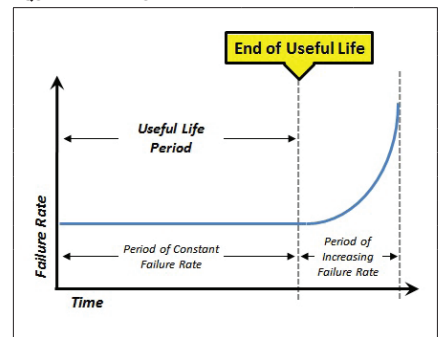 End of Useful Life
Useful Life
Period
Failure Rate
Period of Constant
Failure Rate
Period of
Increasing
Failure Rate
Time